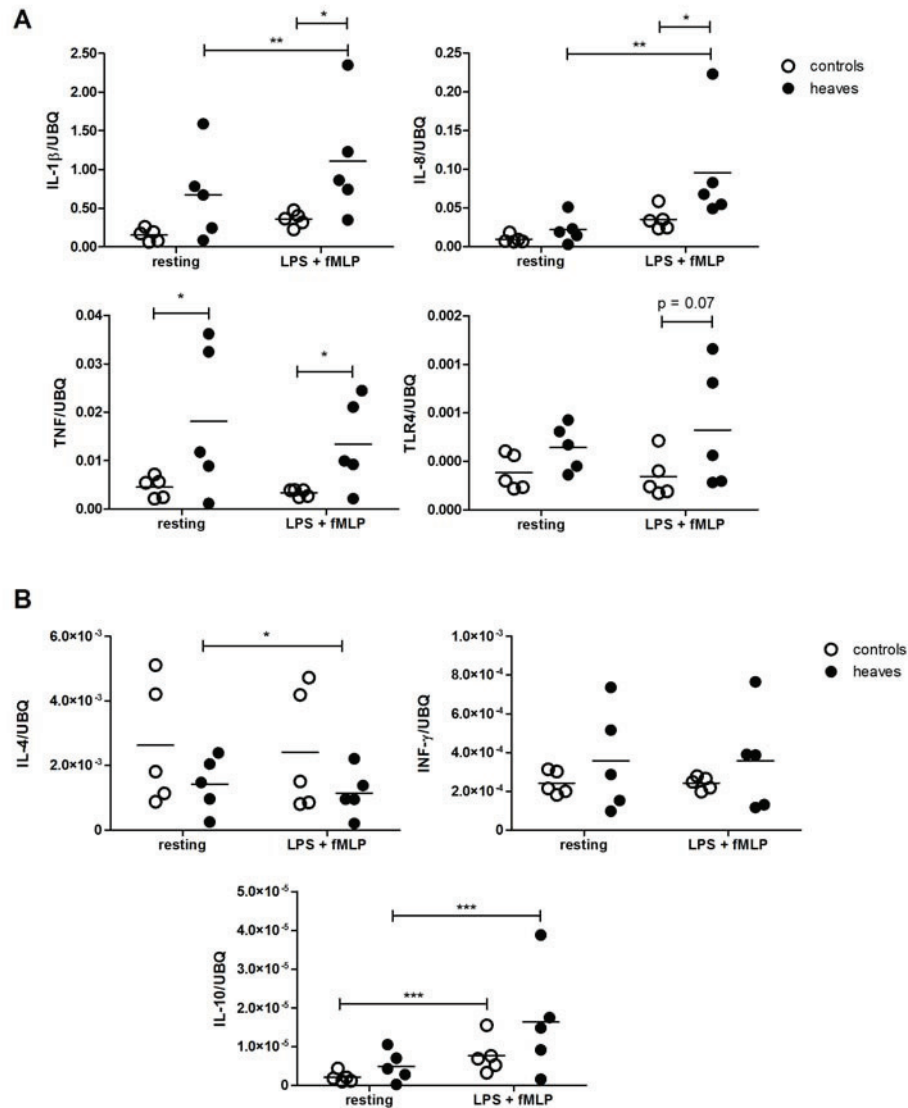 A
IL-1β/UBQ
2.50
2.00
1.50
1.00
0.50
0.00
**
*
resting
LPS + fMLP
IL-8/UBQ
0.25
0.20
0.15
0.10
0.05
0.00
**
*
resting
LPS + fMLP
controls
heaves
TNF/UBQ
0.04
0.03
0.02
0.01
0.00
*
*
resting
LPS + fMLP
TLR4/UBQ
0.002
0.001
0.001
0.000
0.000
p = 0.07
resting
LPS + fMLP
B
IL-4/UBQ
6.0×10⁻³
4.0×10⁻³
2.0×10⁻³
0
*
resting
LPS + fMLP
INF-γ/UBQ
1.0×10⁻³
8.0×10⁻⁴
6.0×10⁻⁴
4.0×10⁻⁴
2.0×10⁻⁴
0
resting
LPS + fMLP
controls
heaves
IL-10/UBQ
5.0×10⁻⁵
4.0×10⁻⁵
3.0×10⁻⁵
2.0×10⁻⁵
1.0×10⁻⁵
0
***
***
resting
LPS + fMLP